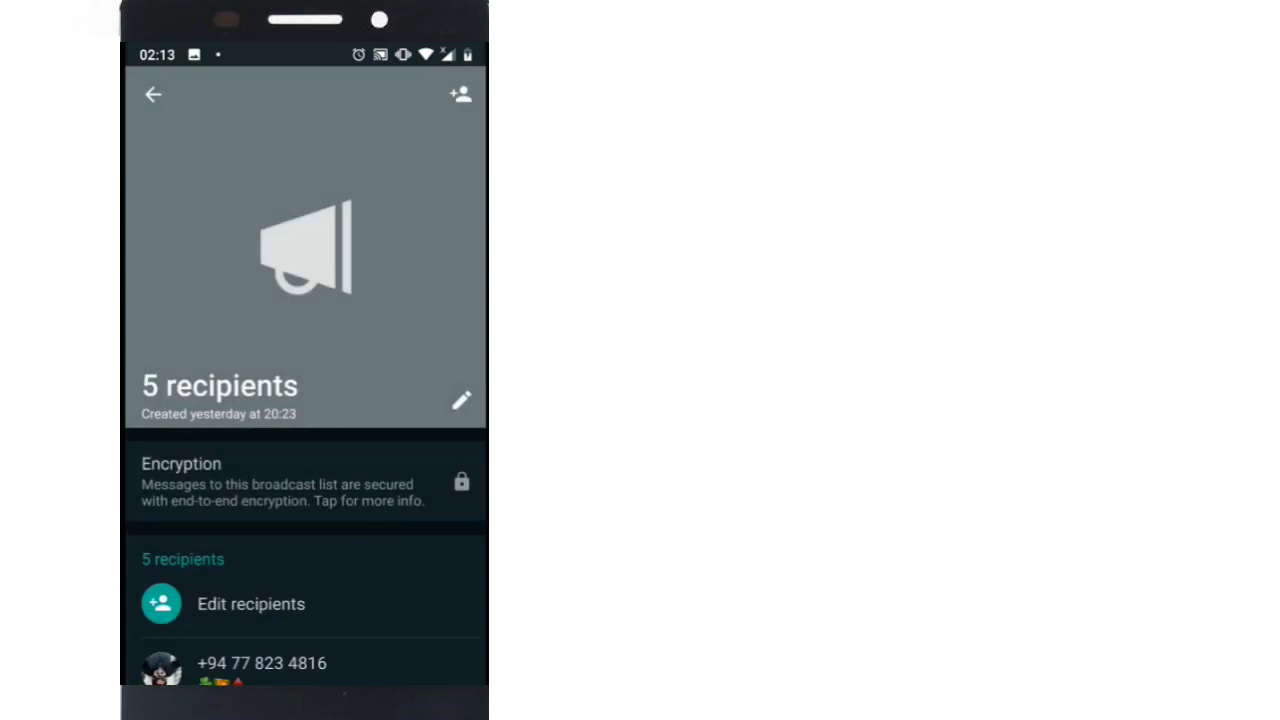 02:13
5 recipients
Created yesterday at 20:23
Encryption
Messages to this broadcast list are secured
with end-to-end encryption. Tap for more info.
5 recipients
Edit recipients
+94 77 823 4816